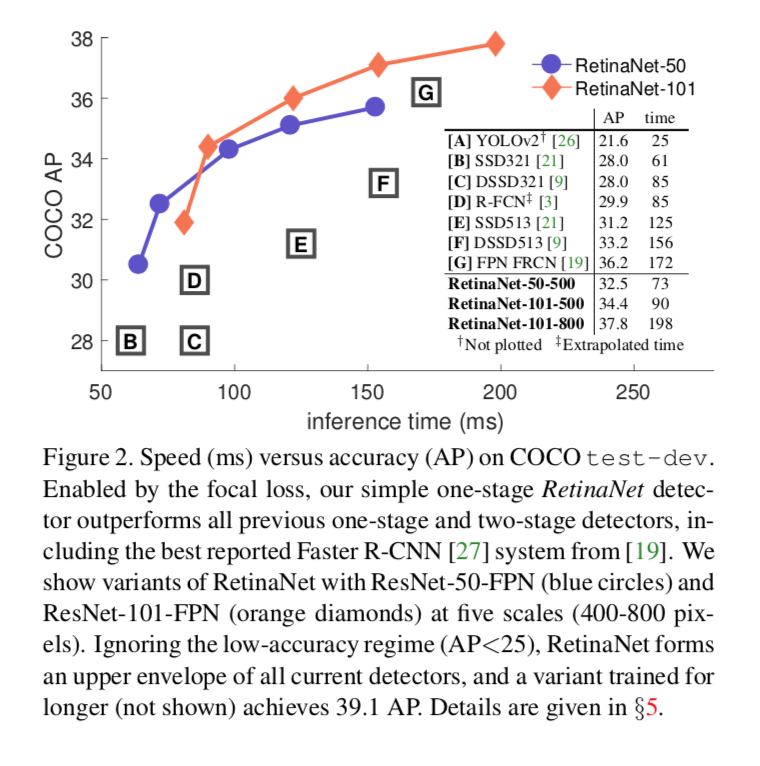 38
36
34
32
30
28
COCO AP
50 100 150 200 250
inference time (ms)
B
C
D
E
F
G
RetinaNet-50
RetinaNet-101
AP time
[A] YOLOv2† [26] 21.6 25
[B] SSD321 [21] 28.0 61
[C] DSSD321 [9] 28.0 85
[D] R-FCN‡ [3] 29.9 85
[E] SSD513 [21] 31.2 125
[F] DSSD513 [9] 33.2 156
[G] FPN FRCN [19] 36.2 172
RetinaNet-50-500 32.5 73
RetinaNet-101-500 34.4 90
RetinaNet-101-800 37.8 198
†Not plotted ‡Extrapolated time
Figure 2. Speed (ms) versus accuracy (AP) on COCO test-dev.
Enabled by the focal loss, our simple one-stage RetinaNet detec-
tor outperforms all previous one-stage and two-stage detectors, in-
cluding the best reported Faster R-CNN [27] system from [19]. We
show variants of RetinaNet with ResNet-50-FPN (blue circles) and
ResNet-101-FPN (orange diamonds) at five scales (400-800 pix-
els). Ignoring the low-accuracy regime (AP<25), RetinaNet forms
an upper envelope of all current detectors, and a variant trained for
longer (not shown) achieves 39.1 AP. Details are given in §5.